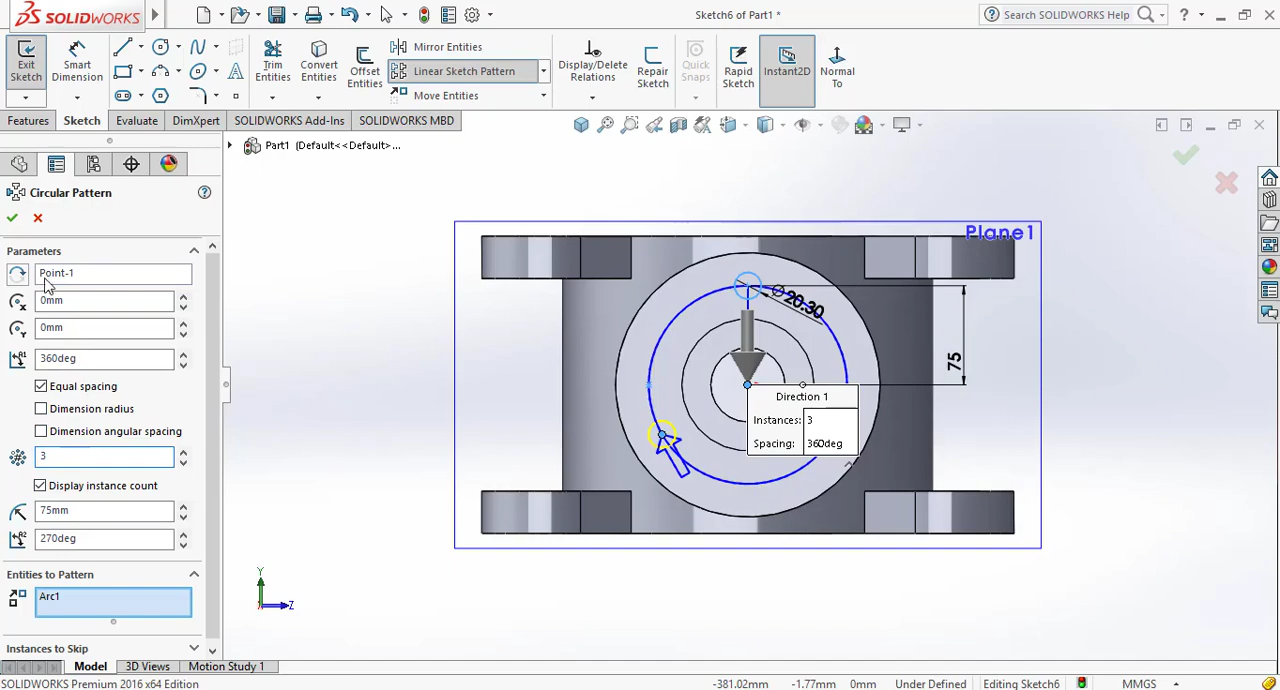 SOLIDWORKS
Sketch6 of Part1 *
Search SOLIDWORKS Help
Exit Sketch
Smart Dimension
Trim Entities
Convert Entities
Offset Entities
Mirror Entities
Linear Sketch Pattern
Move Entities
Display/Delete Relations
Repair Sketch
Quick Snaps
Rapid Sketch
Instant2D
Normal To
Features
Sketch
Evaluate
DimXpert
SOLIDWORKS Add-Ins
SOLIDWORKS MBD
Part1 (Default<<Default>...
Circular Pattern
Parameters
Point-1
0mm
0mm
360deg
Equal spacing
Dimension radius
Dimension angular spacing
3
Display instance count
75mm
270deg
Entities to Pattern
Arc1
Instances to Skip
Plane1
Ø20.30
75
Direction 1
Instances: 3
Spacing: 360deg
Y
Z
Model
3D Views
Motion Study 1
SOLIDWORKS Premium 2016 x64 Edition
-381.02mm
-1.77mm
0mm
Under Defined
Editing Sketch6
MMGS